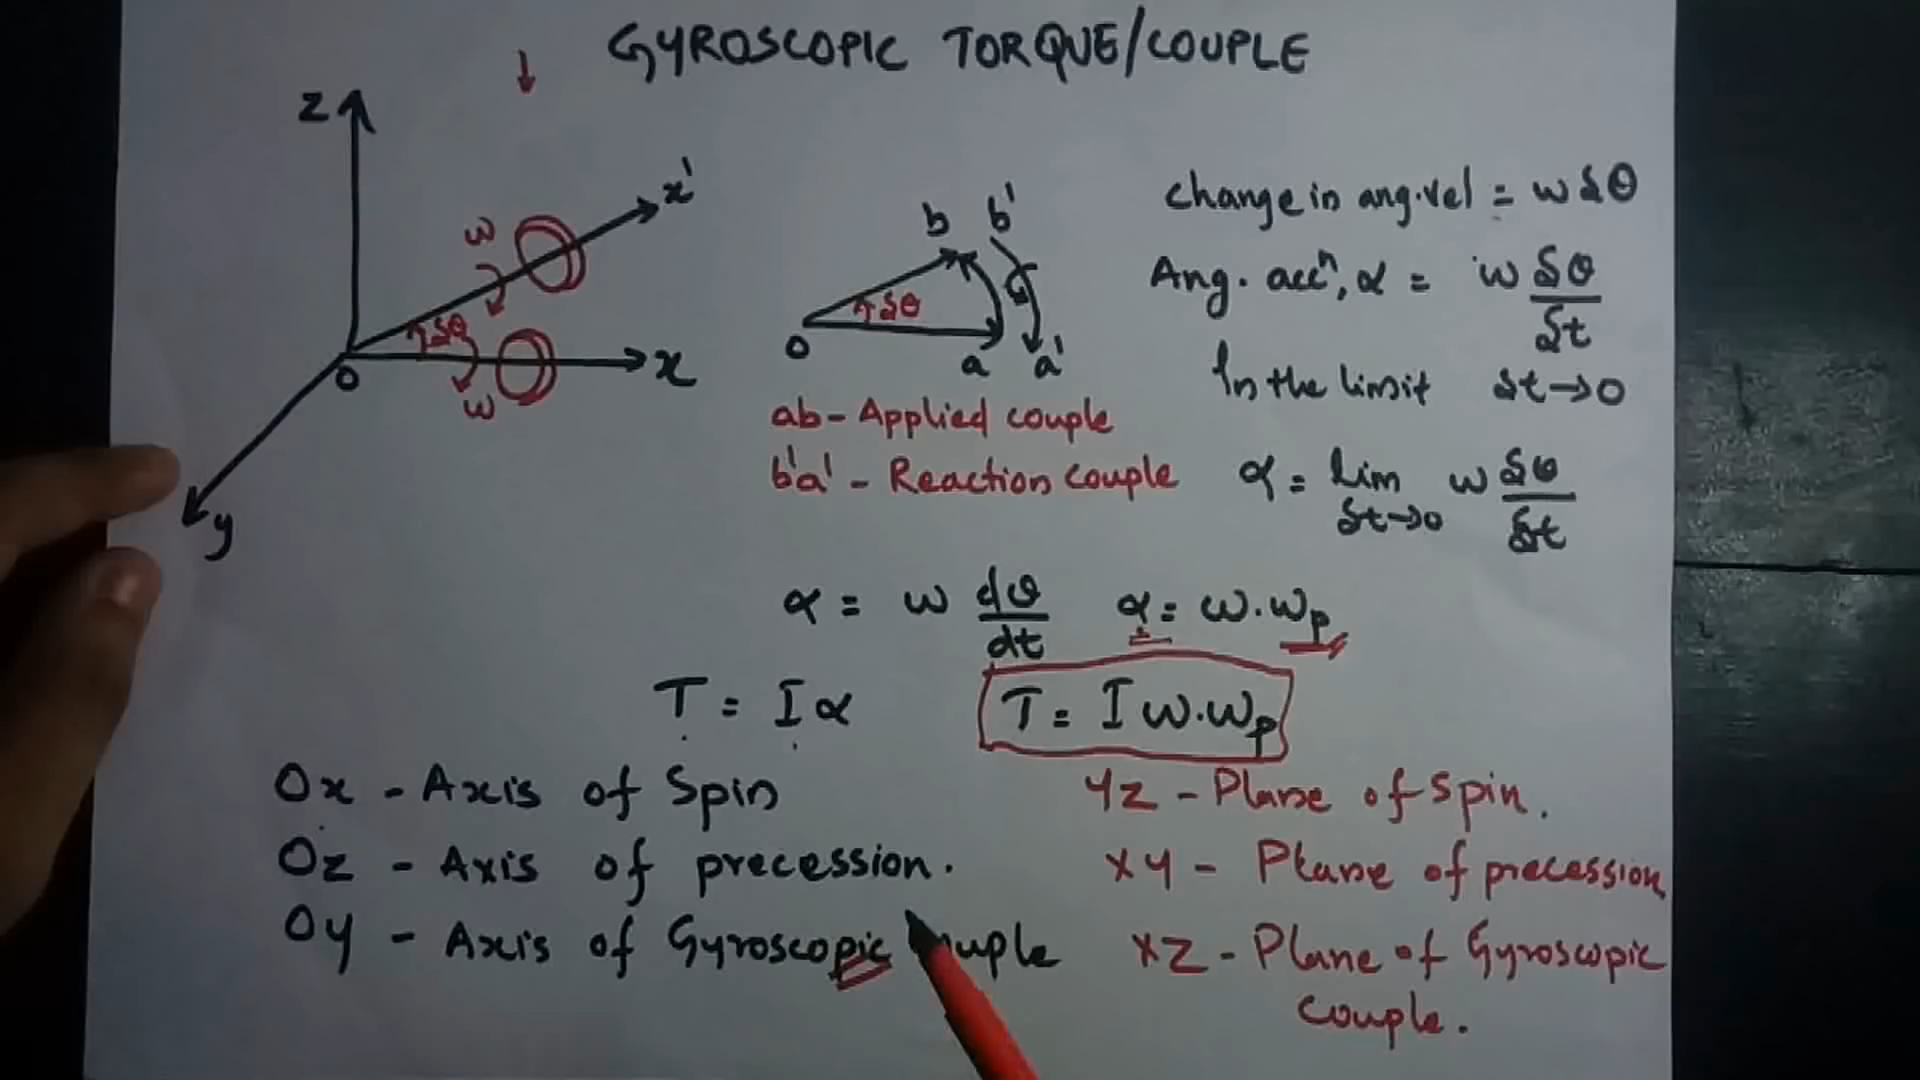 GYROSCOPIC TORQUE/COUPLE
z
x'
ω
δθ
ω
x
o
y
b b'
δθ
o
a a'
ab - Applied couple
b'a' - Reaction couple
change in ang.vel = ω δθ
Ang. accⁿ, α = ω δθ/δt
In the limit δt→0
α = lim δt→0 ω δθ/δt
α = ω dθ/dt α = ω.ωp
T = Iα T = I ω.ωp
Ox - Axis of Spin
Oz - Axis of precession.
Oy - Axis of Gyroscopic
YZ - Plane of Spin.
XY - Plane of precession
XZ - Plane of Gyroscopic
couple.